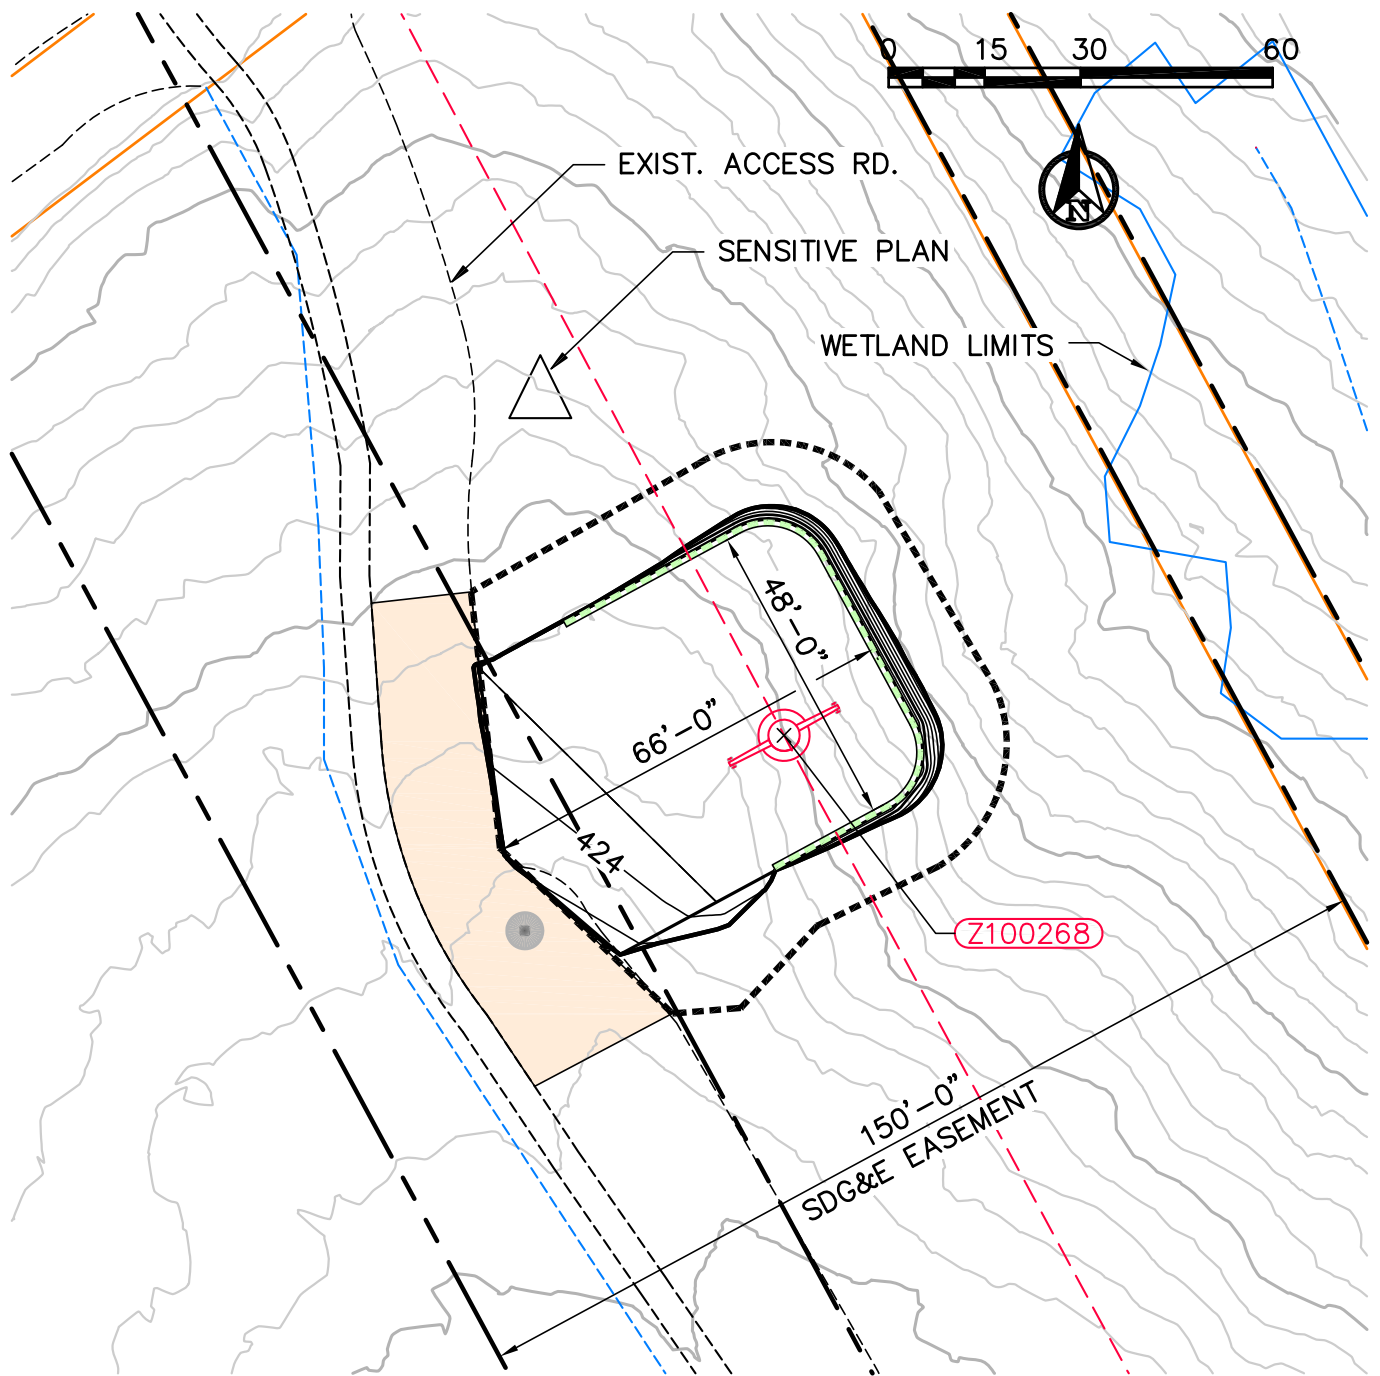 0 15 30 60
EXIST. ACCESS RD.
N
SENSITIVE PLAN
WETLAND LIMITS
48'-0"
66'-0"
424
Z100268
150'-0"
SDG&E EASEMENT